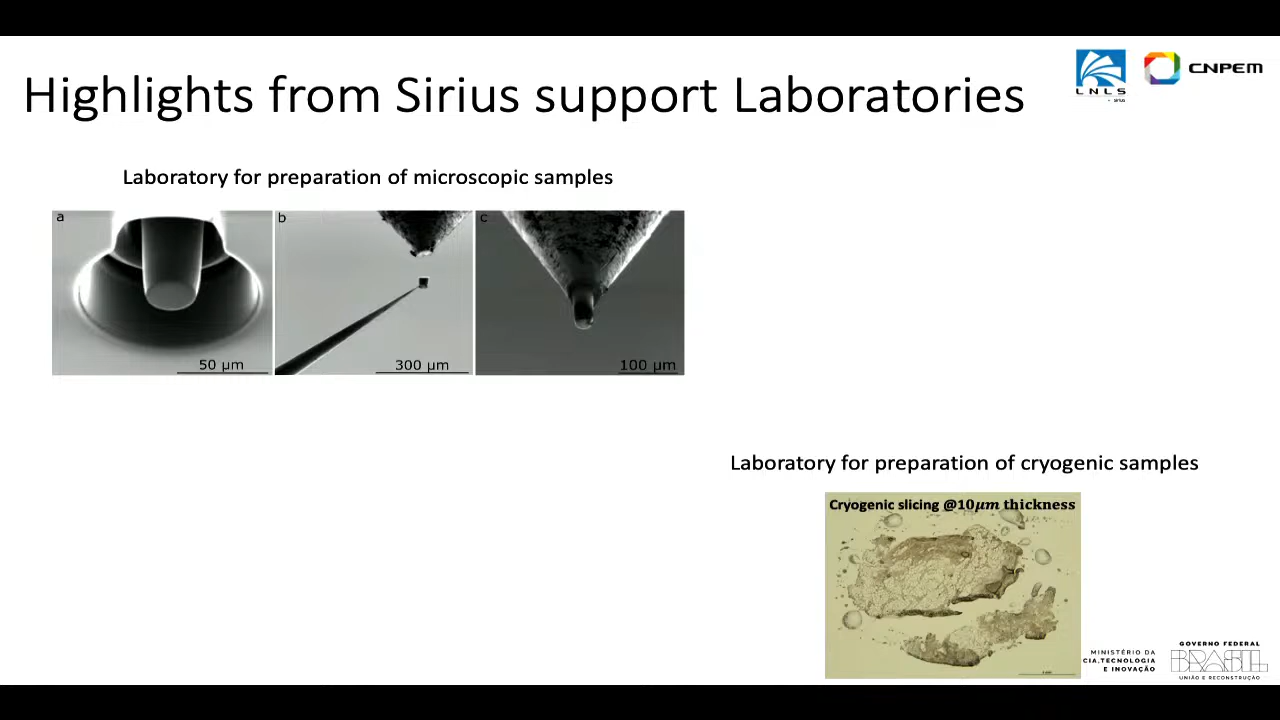 Highlights from Sirius support Laboratories
LNLS
SIRIUS
CNPEM
Laboratory for preparation of microscopic samples
a
b
c
50 μm
300 μm
100 μm
Laboratory for preparation of cryogenic samples
Cryogenic slicing @10μm thickness
MINISTÉRIO DA
CIA, TECNOLOGIA
E INOVAÇÃO
GOVERNO FEDERAL
BRASIL
UNIÃO E RECONSTRUÇÃO